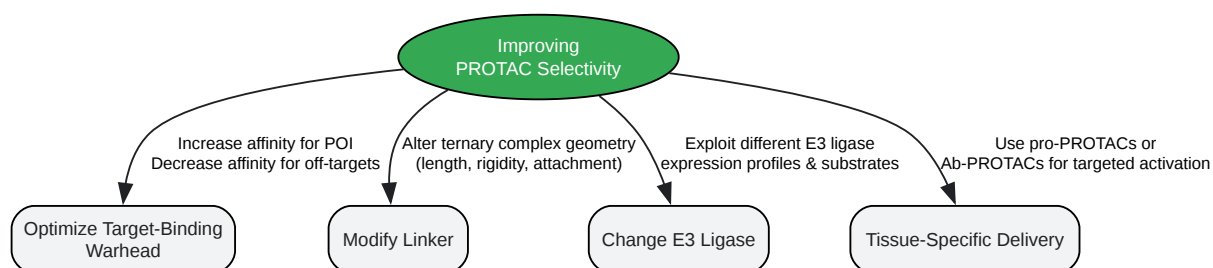 Improving
PROTAC Selectivity
Increase affinity for POI
Decrease affinity for off-targets
Alter ternary complex geometry
(length, rigidity, attachment)
Exploit different E3 ligase
expression profiles & substrates
Use pro-PROTACs or
Ab-PROTACs for targeted activation
Optimize Target-Binding
Warhead
Modify Linker
Change E3 Ligase
Tissue-Specific Delivery